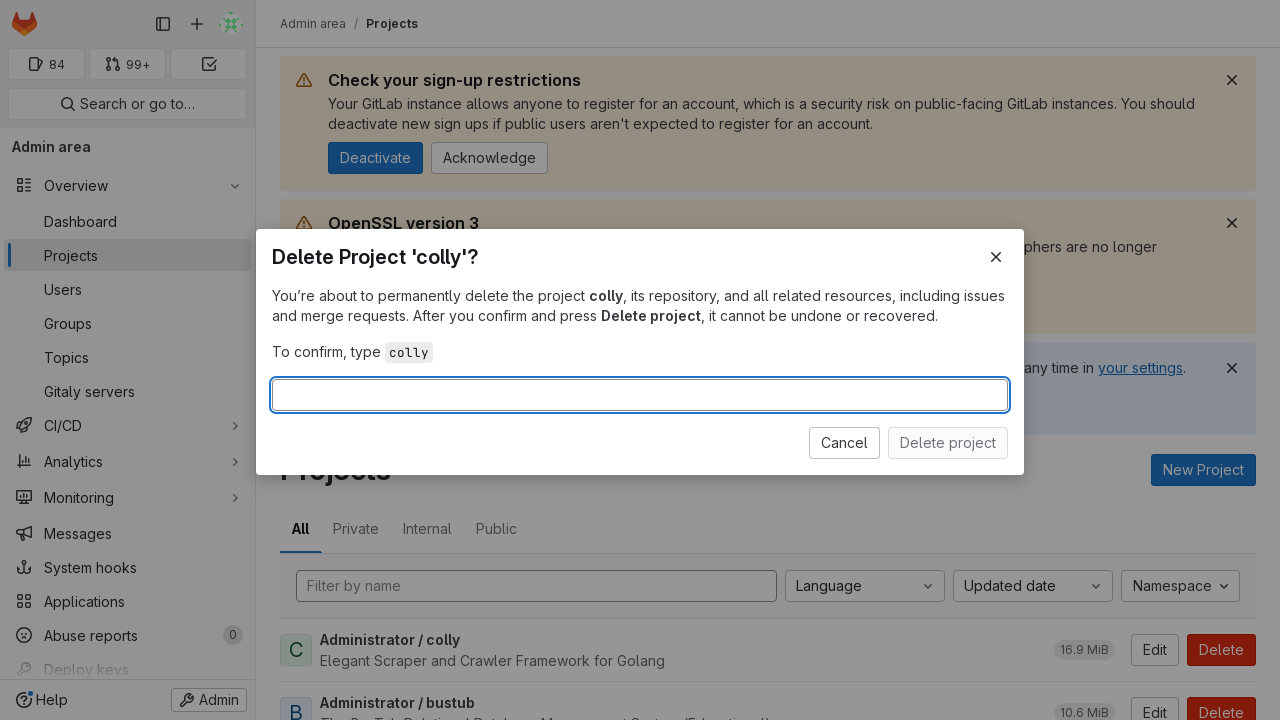 84
99+
Search or go to…
Admin area
Overview
Dashboard
Projects
Users
Groups
Topics
Gitaly servers
CI/CD
Analytics
Monitoring
Messages
System hooks
Applications
Abuse reports
0
Deploy keys
Help
Admin
Admin area / Projects
Check your sign-up restrictions
Your GitLab instance allows anyone to register for an account, which is a security risk on public-facing GitLab instances. You should
deactivate new sign ups if public users aren't expected to register for an account.
Deactivate
Acknowledge
OpenSSL version 3
phers are no longer
any time in your settings.
Delete Project 'colly'?
You’re about to permanently delete the project colly, its repository, and all related resources, including issues
and merge requests. After you confirm and press Delete project, it cannot be undone or recovered.
To confirm, type colly
Cancel
Delete project
Projects
New Project
All
Private
Internal
Public
Filter by name
Language
Updated date
Namespace
C
Administrator / colly
Elegant Scraper and Crawler Framework for Golang
16.9 MiB
Edit
Delete
B
Administrator / bustub
10.6 MiB
Edit
Delete